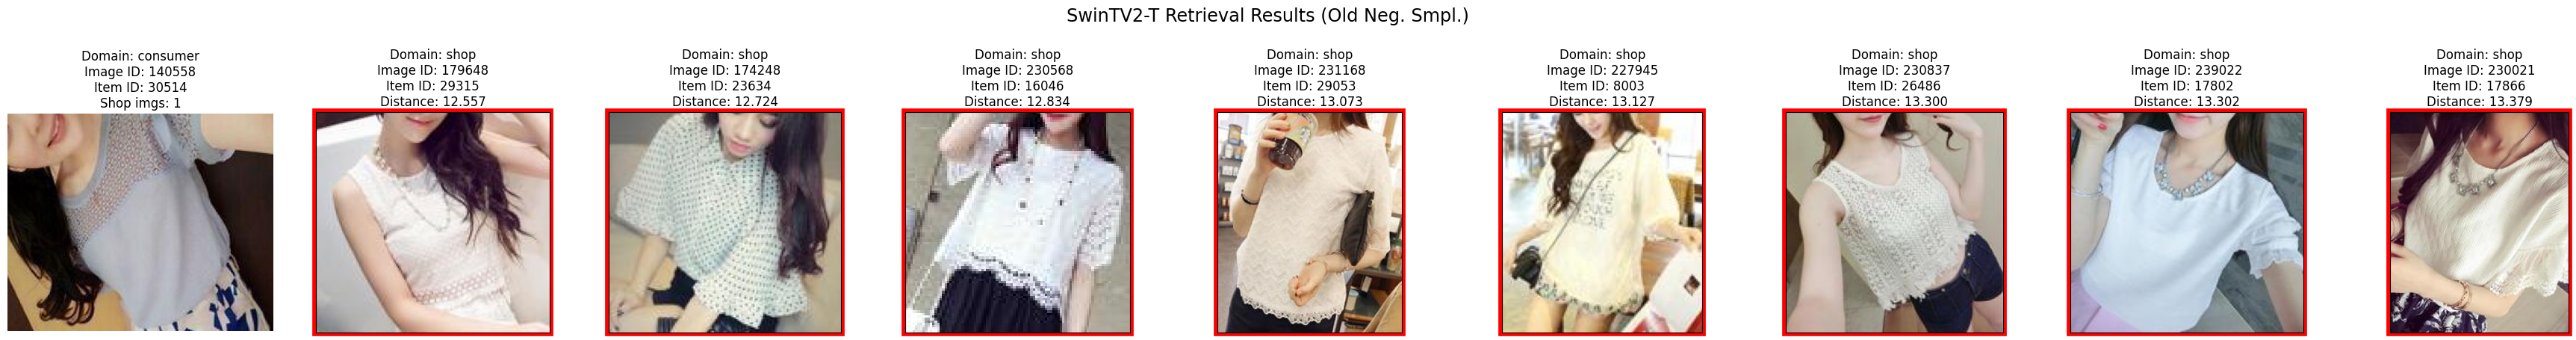 SwinTV2-T Retrieval Results (Old Neg. Smpl.)
Domain: consumer
Image ID: 140558
Item ID: 30514
Shop imgs: 1
Domain: shop
Image ID: 179648
Item ID: 29315
Distance: 12.557
Domain: shop
Image ID: 174248
Item ID: 23634
Distance: 12.724
Domain: shop
Image ID: 230568
Item ID: 16046
Distance: 12.834
Domain: shop
Image ID: 231168
Item ID: 29053
Distance: 13.073
Domain: shop
Image ID: 227945
Item ID: 8003
Distance: 13.127
Domain: shop
Image ID: 230837
Item ID: 26486
Distance: 13.300
Domain: shop
Image ID: 239022
Item ID: 17802
Distance: 13.302
Domain: shop
Image ID: 230021
Item ID: 17866
Distance: 13.379